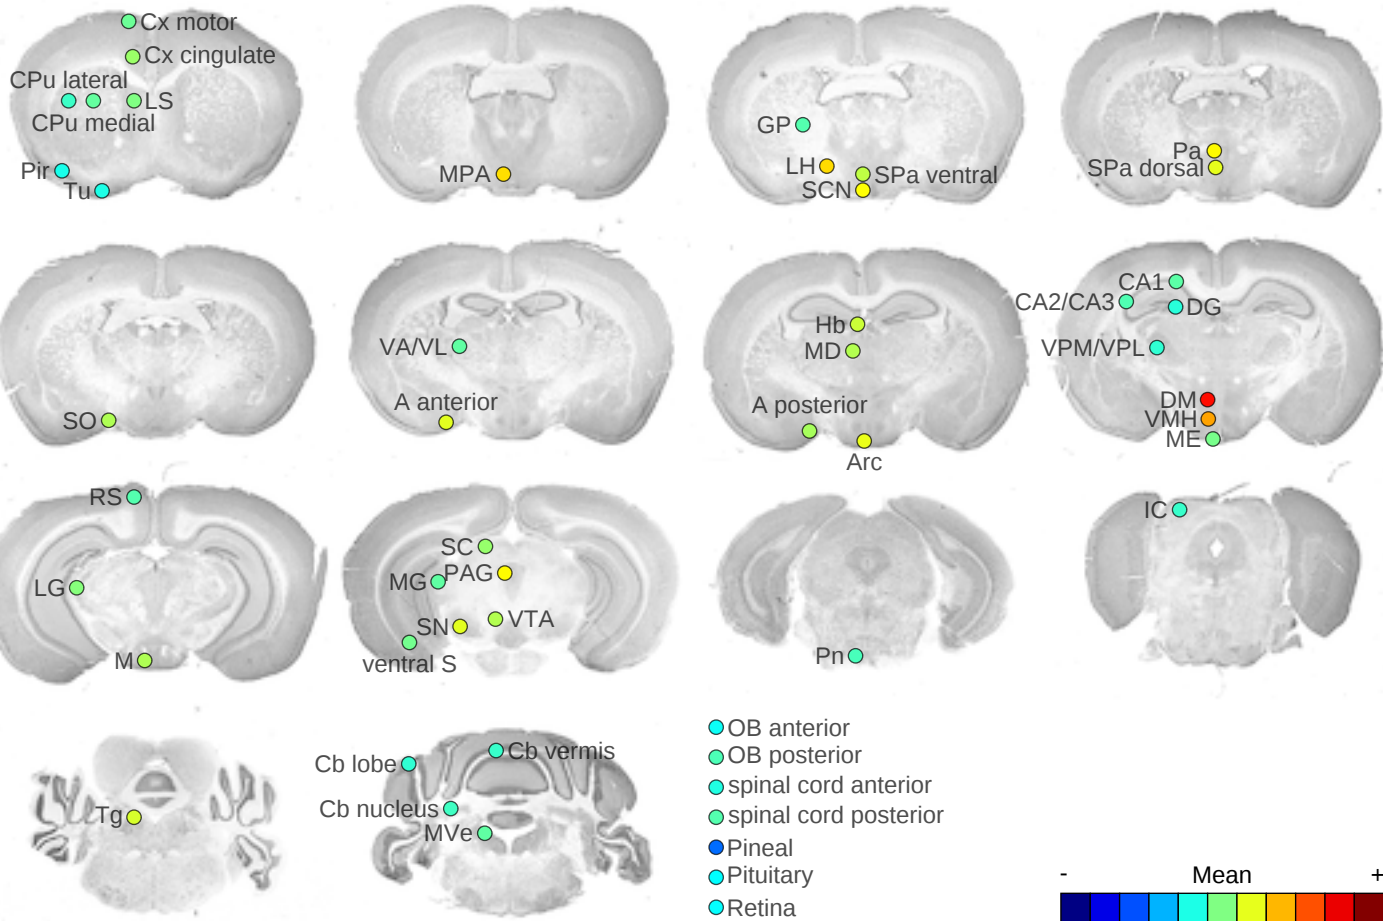 Cx motor
Cx cingulate
CPu lateral
LS
CPu medial
Pir
Tu
MPA
GP
LH
SPa ventral
SCN
Pa
SPa dorsal
SO
VA/VL
A anterior
Hb
MD
A posterior
Arc
CA1
CA2/CA3
DG
VPM/VPL
DM
VMH
ME
RS
LG
M
SC
MG
PAG
SN
VTA
ventral S
Pn
IC
Tg
Cb lobe
Cb vermis
Cb nucleus
MVe
OB anterior
OB posterior
spinal cord anterior
spinal cord posterior
Pineal
Pituitary
Retina
- Mean +